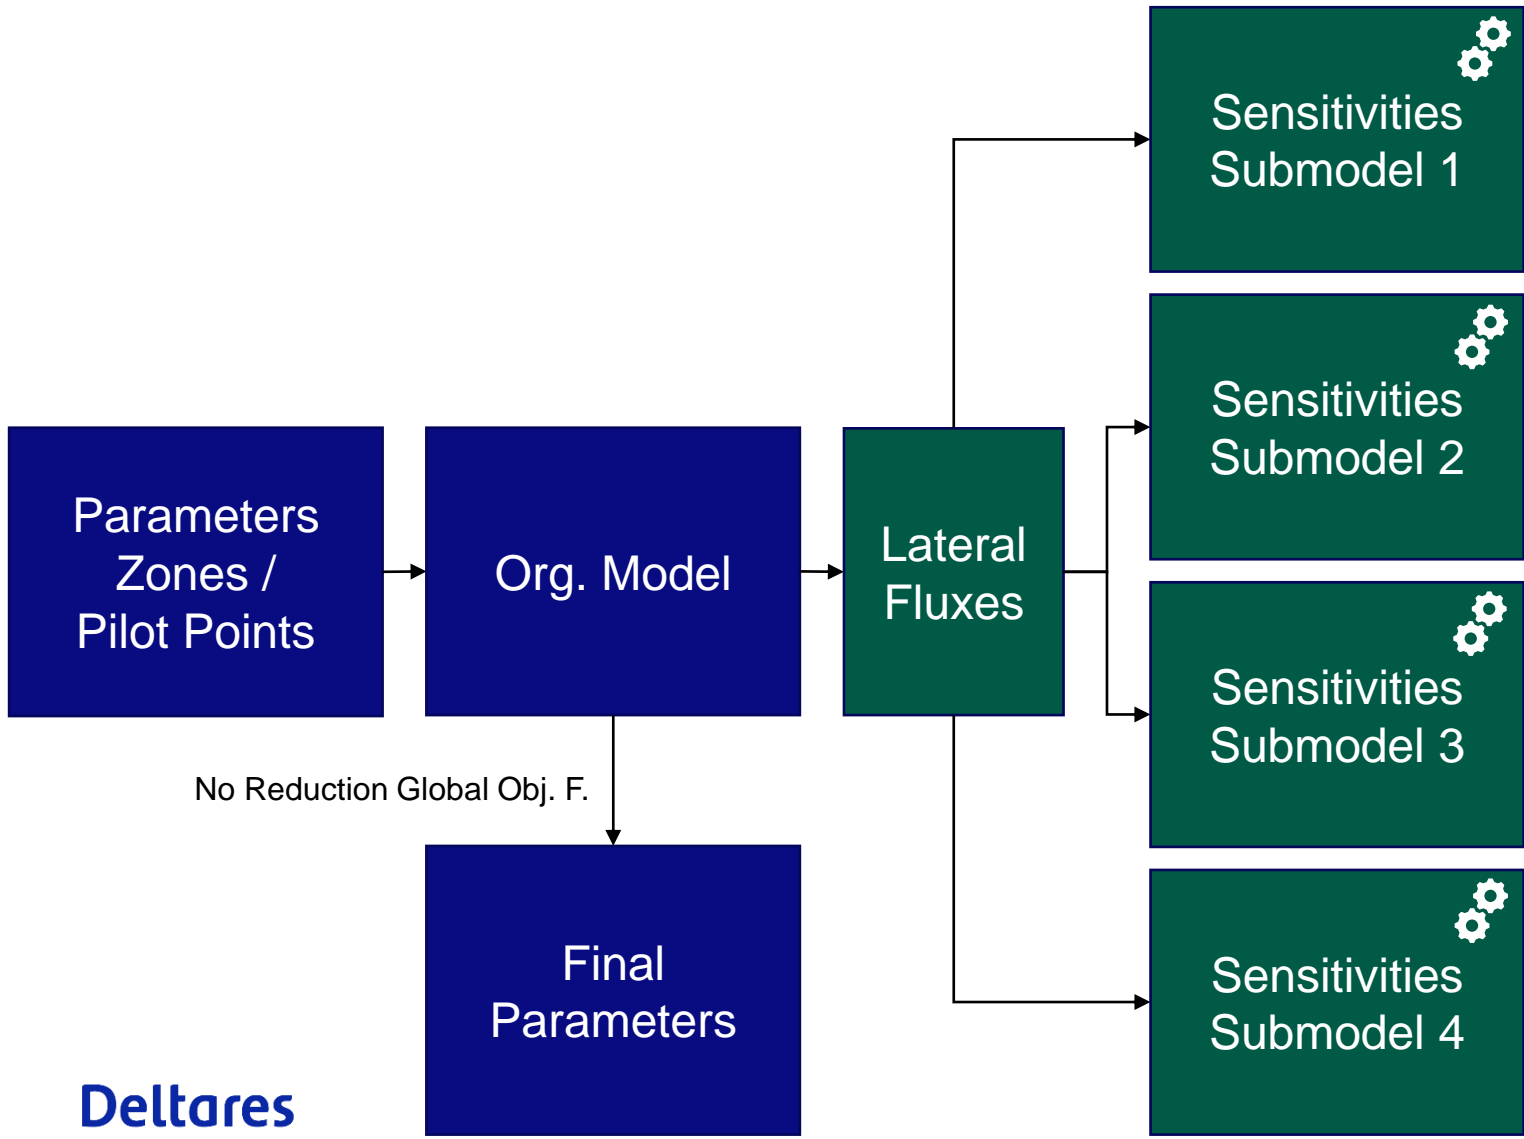 Parameters
Zones /
Pilot Points
Org. Model
Lateral
Fluxes
Sensitivities
Submodel 1
Sensitivities
Submodel 2
Sensitivities
Submodel 3
Sensitivities
Submodel 4
No Reduction Global Obj. F.
Final
Parameters
Deltares